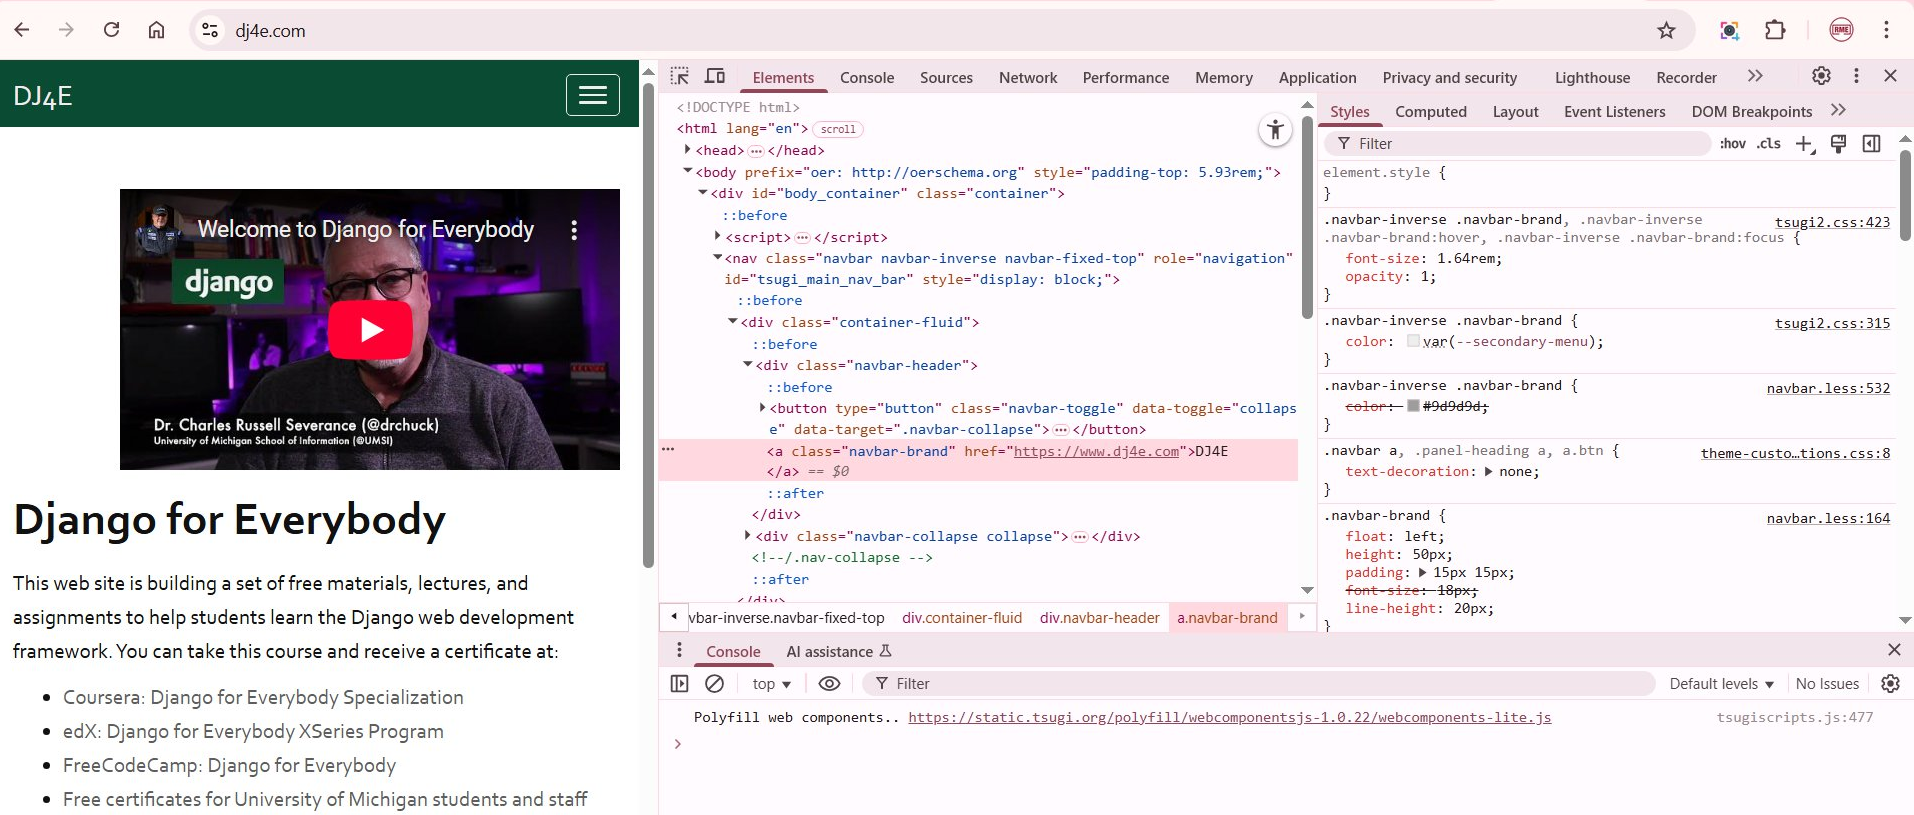 dj4e.com
DJ4E
Welcome to Django for Everybody
django
Dr. Charles Russell Severance (@drchuck)
University of Michigan School of Information (@UMSI)
Django for Everybody
This web site is building a set of free materials, lectures, and
assignments to help students learn the Django web development
framework. You can take this course and receive a certificate at:
Coursera: Django for Everybody Specialization
edX: Django for Everybody XSeries Program
FreeCodeCamp: Django for Everybody
Free certificates for University of Michigan students and staff
Elements Console Sources Network Performance Memory Application Privacy and security Lighthouse Recorder
<!DOCTYPE html>
<html lang="en"> scroll
<head> ••• </head>
<body prefix="oer: http://oerschema.org" style="padding-top: 5.93rem;">
<div id="body_container" class="container">
::before
<script> ••• </script>
<nav class="navbar navbar-inverse navbar-fixed-top" role="navigation"
id="tsugi_main_nav_bar" style="display: block;">
::before
<div class="container-fluid">
::before
<div class="navbar-header">
::before
<button type="button" class="navbar-toggle" data-toggle="collaps
e" data-target=".navbar-collapse"> ••• </button>
<a class="navbar-brand" href="https://www.dj4e.com">DJ4E
</a> == $0
::after
</div>
<div class="navbar-collapse collapse"> ••• </div>
<!--/.nav-collapse -->
::after
</div>
vbar-inverse.navbar-fixed-top div.container-fluid div.navbar-header a.navbar-brand
Styles Computed Layout Event Listeners DOM Breakpoints
Filter :hov .cls
element.style {
}
.navbar-inverse .navbar-brand, .navbar-inverse tsugi2.css:423
.navbar-brand:hover, .navbar-inverse .navbar-brand:focus {
font-size: 1.64rem;
opacity: 1;
}
.navbar-inverse .navbar-brand { tsugi2.css:315
color: var(--secondary-menu);
}
.navbar-inverse .navbar-brand { navbar.less:532
color: #9d9d9d;
}
.navbar a, .panel-heading a, a.btn { theme-custo…tions.css:8
text-decoration: none;
}
.navbar-brand { navbar.less:164
float: left;
height: 50px;
padding: 15px 15px;
font-size: 18px;
line-height: 20px;
}
Console AI assistance
top Filter Default levels No Issues
Polyfill web components.. https://static.tsugi.org/polyfill/webcomponentsjs-1.0.22/webcomponents-lite.js tsugiscripts.js:477